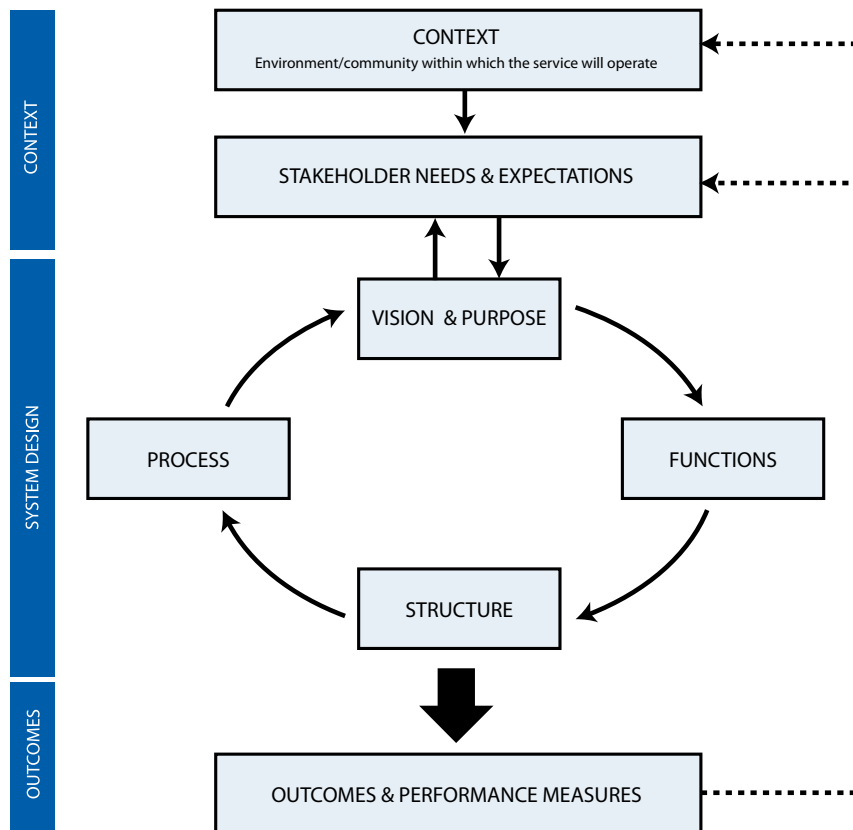 CONTEXT
CONTEXT
Environment/community within which the service will operate
STAKEHOLDER NEEDS & EXPECTATIONS
SYSTEM DESIGN
VISION & PURPOSE
PROCESS
FUNCTIONS
STRUCTURE
OUTCOMES
OUTCOMES & PERFORMANCE MEASURES